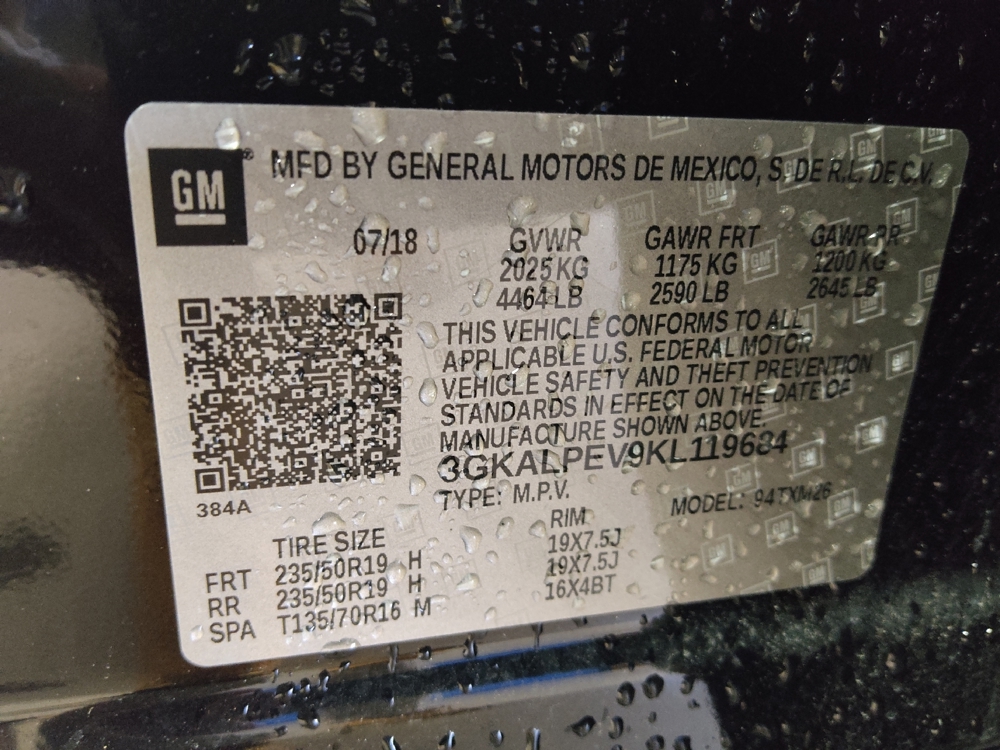 GM
MFD BY GENERAL MOTORS DE MEXICO, S. DE R.L. DE C.V.
07/18 GVWR GAWR FRT GAWR RR
2025 KG 1175 KG 1200 KG
4464 LB 2590 LB 2645 LB
THIS VEHICLE CONFORMS TO ALL
APPLICABLE U.S. FEDERAL MOTOR
VEHICLE SAFETY AND THEFT PREVENTION
STANDARDS IN EFFECT ON THE DATE OF
MANUFACTURE SHOWN ABOVE.
3GKALPEV9KL119684
TYPE: M.P.V. MODEL: 94TXM26
384A
TIRE SIZE RIM
FRT 235/50R19 H 19X7.5J
RR 235/50R19 H 19X7.5J
SPA T135/70R16 M 16X4BT